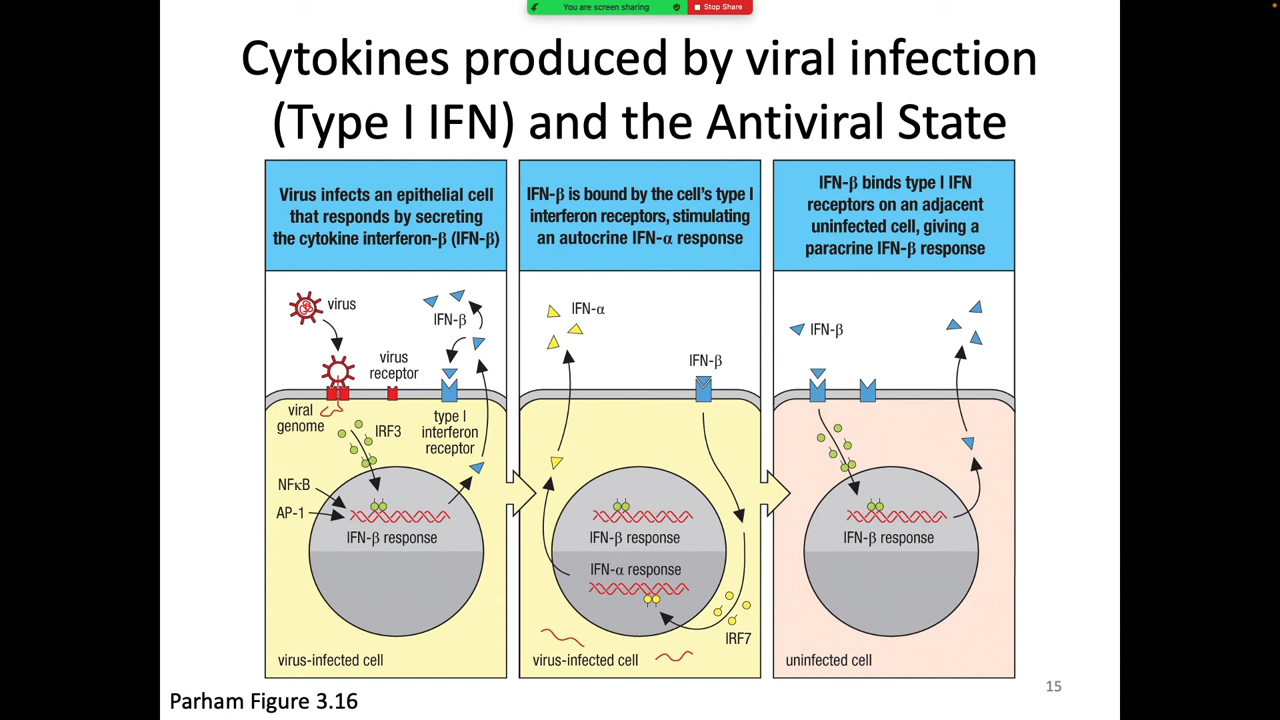 You are screen sharing
Stop Share
Cytokines produced by viral infection
(Type I IFN) and the Antiviral State
Virus infects an epithelial cell
that responds by secreting
the cytokine interferon-β (IFN-β)
virus
IFN-β
virus
receptor
viral
genome
IRF3
type I
interferon
receptor
NFκB
AP-1
IFN-β response
virus-infected cell
IFN-β is bound by the cell's type I
interferon receptors, stimulating
an autocrine IFN-α response
IFN-α
IFN-β
IFN-β response
IFN-α response
IRF7
virus-infected cell
IFN-β binds type I IFN
receptors on an adjacent
uninfected cell, giving a
paracrine IFN-β response
IFN-β
IFN-β response
uninfected cell
Parham Figure 3.16
15